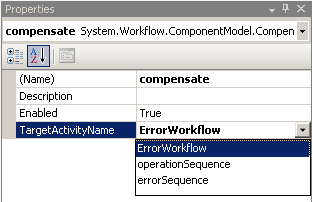 Properties
compensate System.Workflow.ComponentModel.Compen
(Name) compensate
Description
Enabled True
TargetActivityName ErrorWorkflow
ErrorWorkflow
operationSequence
errorSequence